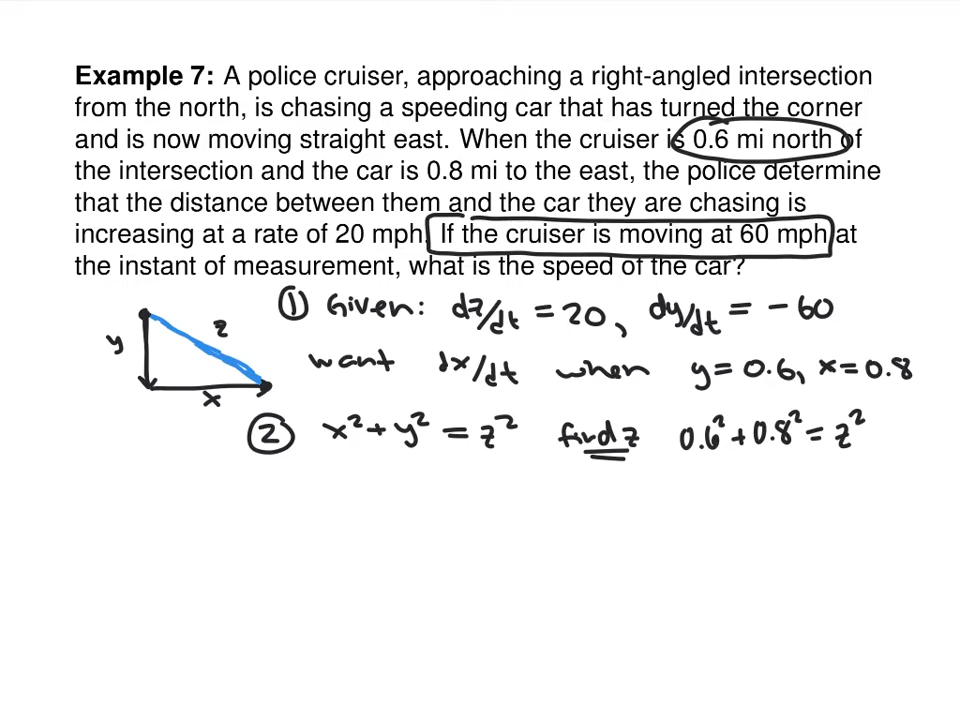 Example 7: A police cruiser, approaching a right-angled intersection
from the north, is chasing a speeding car that has turned the corner
and is now moving straight east. When the cruiser is 0.6 mi north of
the intersection and the car is 0.8 mi to the east, the police determine
that the distance between them and the car they are chasing is
increasing at a rate of 20 mph. If the cruiser is moving at 60 mph at
the instant of measurement, what is the speed of the car?
① Given: dz/dt = 20, dy/dt = - 60
y z
want dx/dt when y = 0.6, x = 0.8
x
② x² + y² = z² find z 0.6² + 0.8² = z²